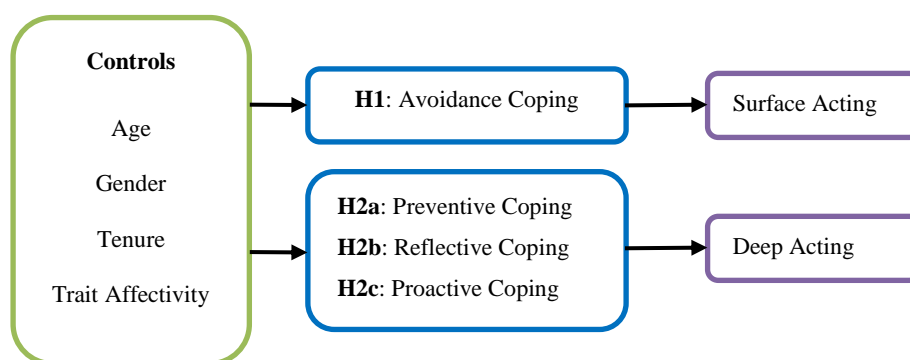 Controls
Age
Gender
Tenure
Trait Affectivity
H1: Avoidance Coping
Surface Acting
H2a: Preventive Coping
H2b: Reflective Coping
H2c: Proactive Coping
Deep Acting